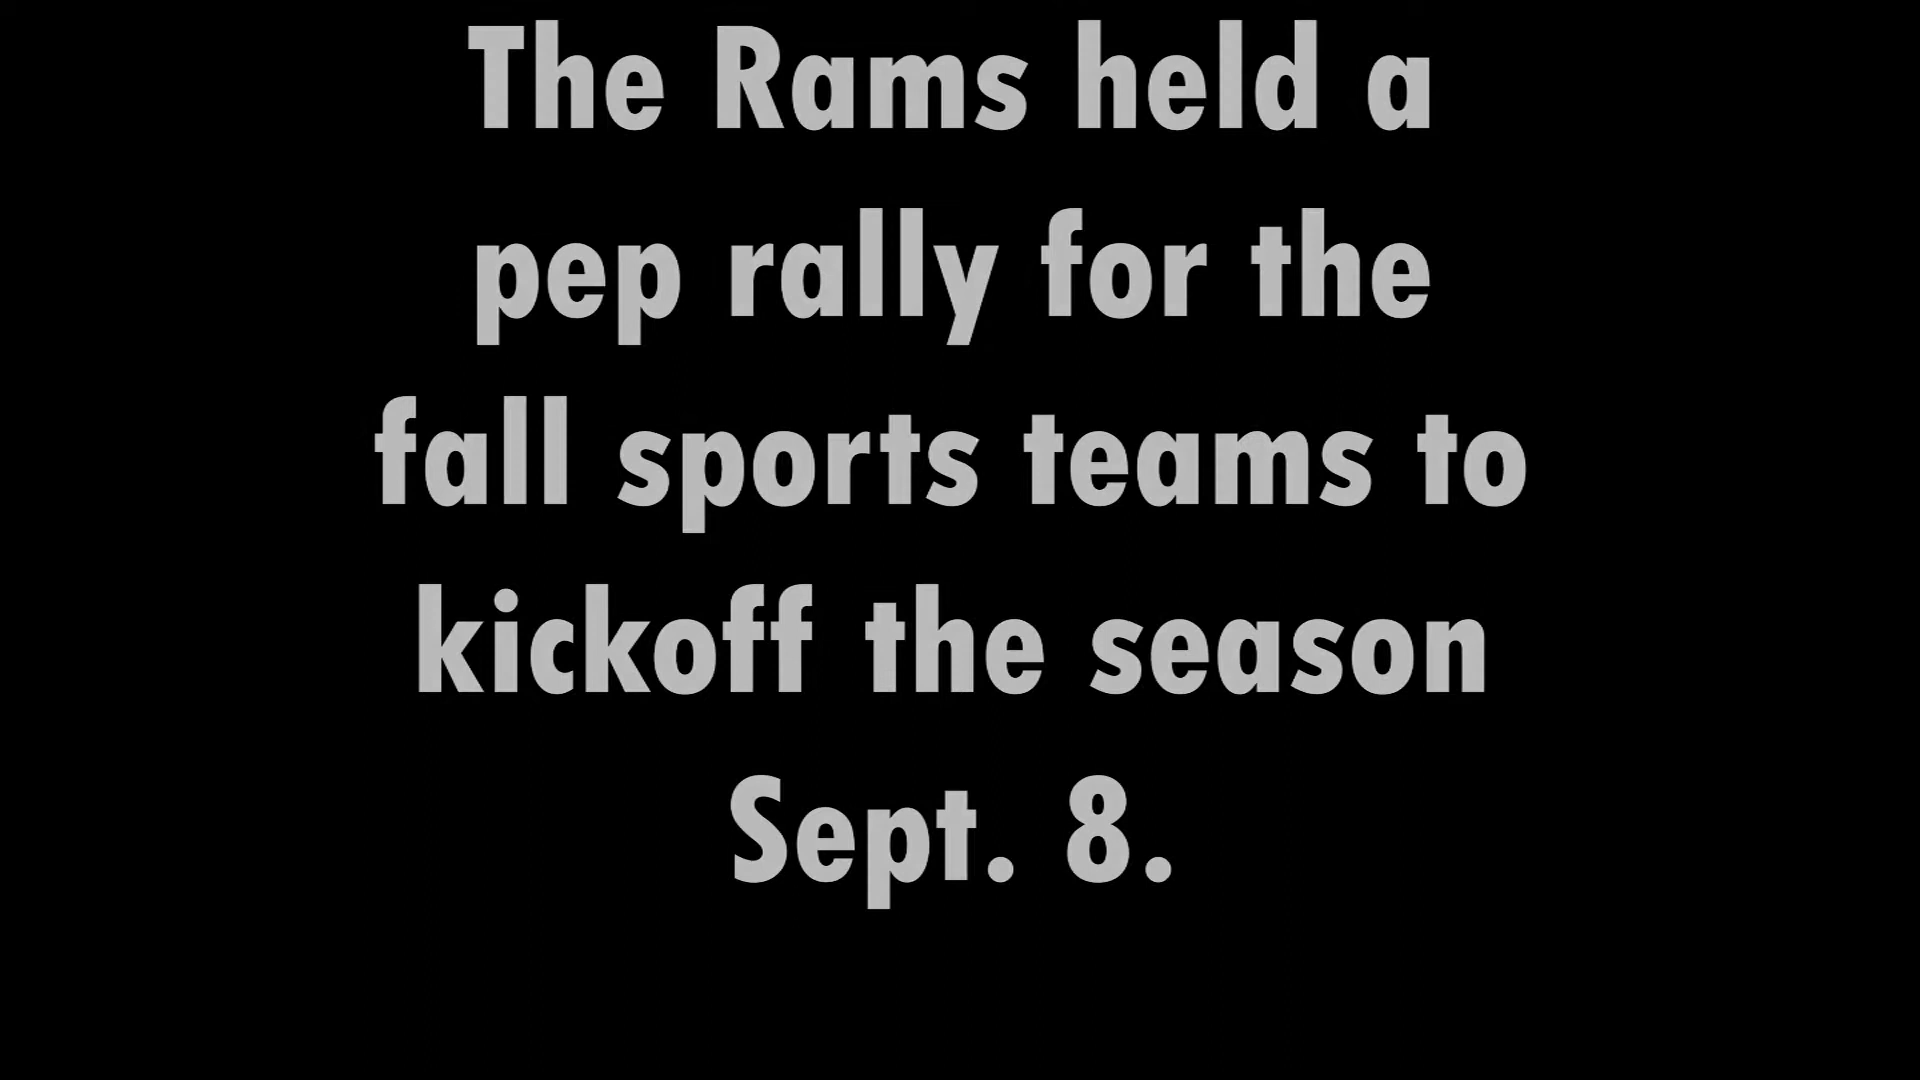 The Rams held a
pep rally for the
fall sports teams to
kickoff the season
Sept. 8.